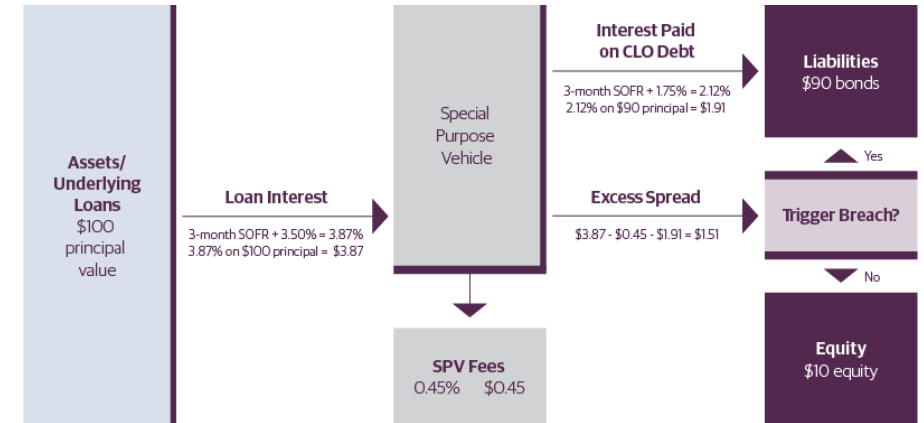 Assets/
Underlying
Loans
$100
principal
value
Loan Interest
3-month SOFR + 3.50% = 3.87%
3.87% on $100 principal = $3.87
Special
Purpose
Vehicle
SPV Fees
0.45% $0.45
Interest Paid
on CLO Debt
3-month SOFR + 1.75% = 2.12%
2.12% on $90 principal = $1.91
Excess Spread
$3.87 - $0.45 - $1.91 = $1.51
Liabilities
$90 bonds
Yes
Trigger Breach?
No
Equity
$10 equity